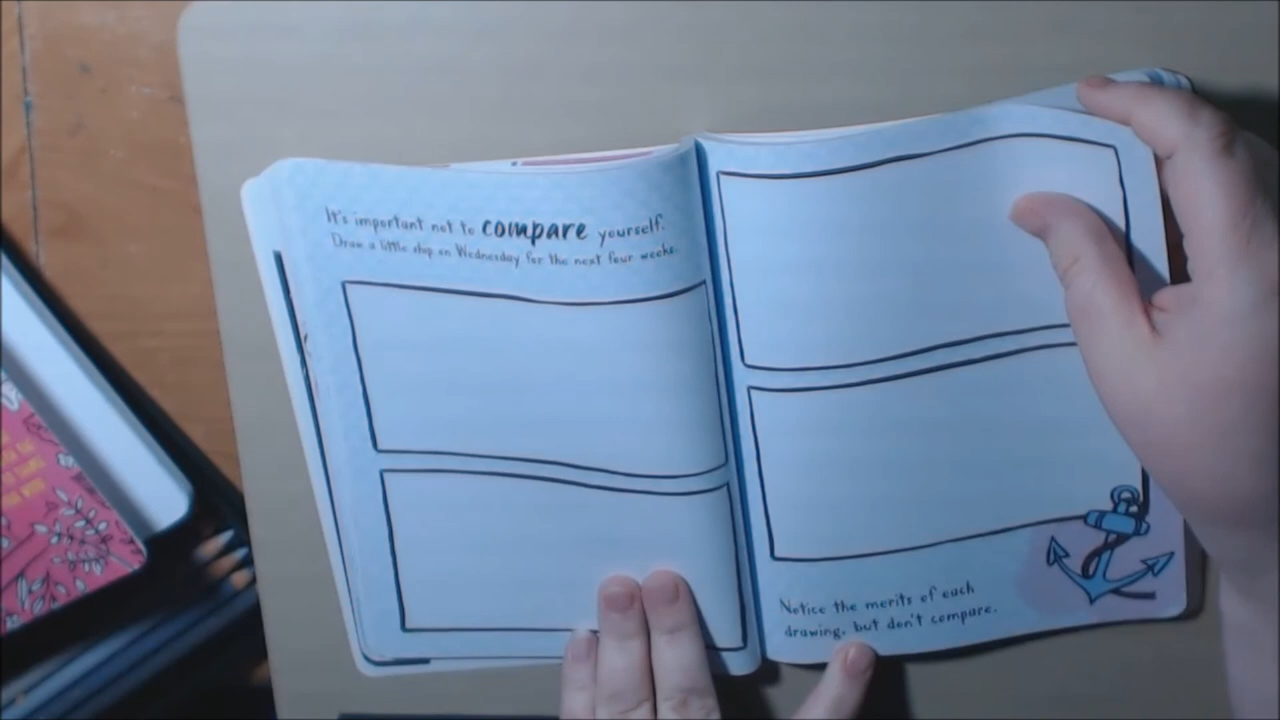 It's important not to compare yourself.
Draw a little ship on Wednesday for the next four weeks.
Notice the merits of each
drawing, but don't compare.